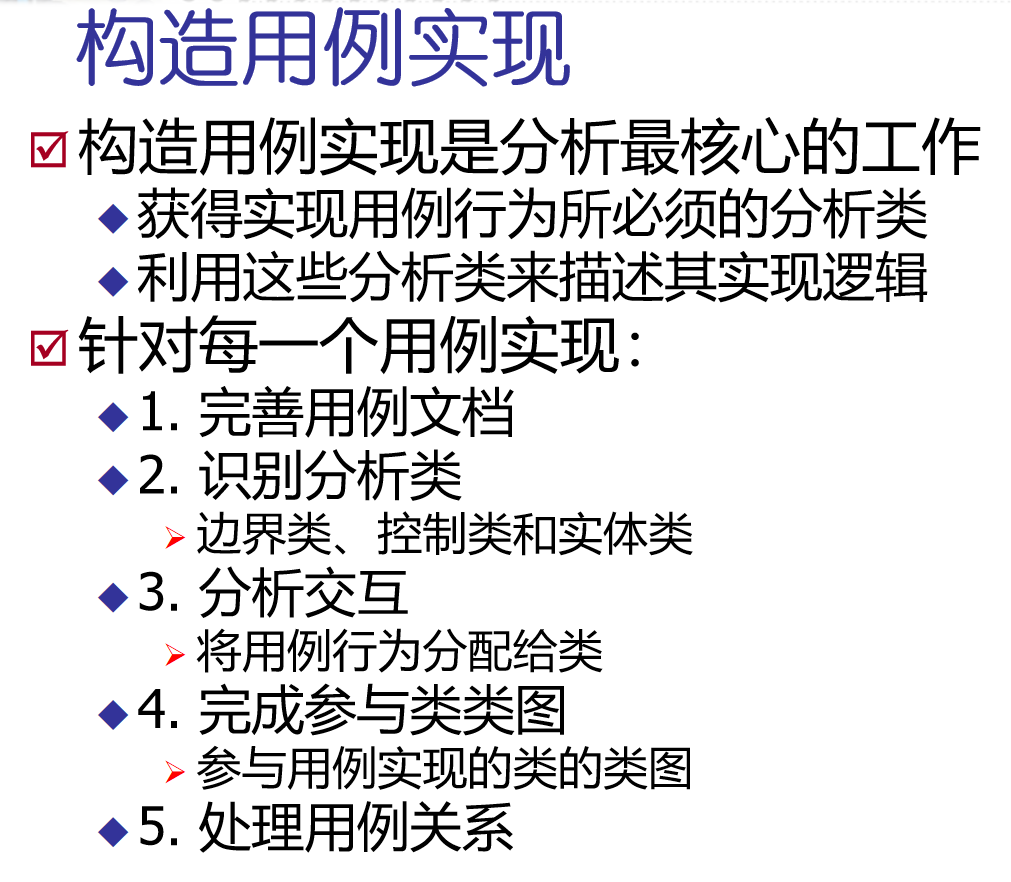 构造用例实现
构造用例实现是分析最核心的工作
获得实现用例行为所必须的分析类
利用这些分析类来描述其实现逻辑
针对每一个用例实现：
1. 完善用例文档
2. 识别分析类
边界类、控制类和实体类
3. 分析交互
将用例行为分配给类
4. 完成参与类类图
参与用例实现的类的类图
5. 处理用例关系